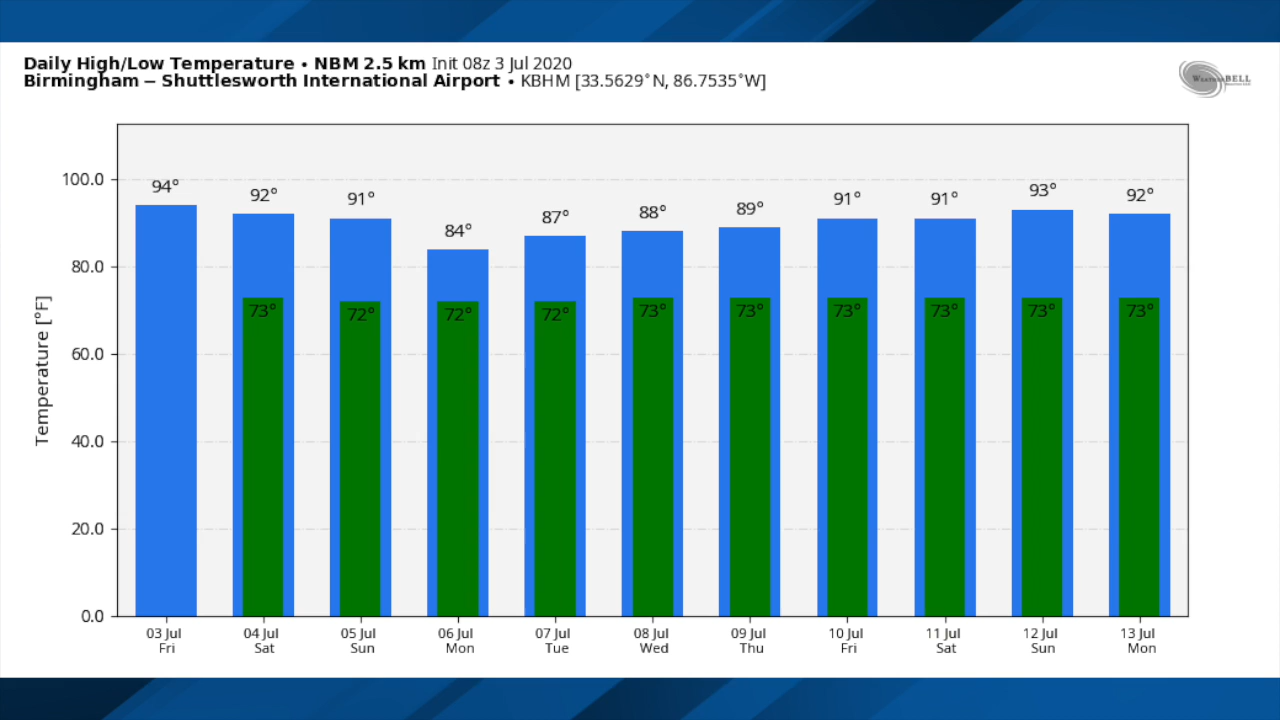 Daily High/Low Temperature • NBM 2.5 km Init 08z 3 Jul 2020
Birmingham – Shuttlesworth International Airport • KBHM [33.5629°N, 86.7535°W]
WeatherBELL
Temperature [°F]
100.0
80.0
60.0
40.0
20.0
0.0
94° 92° 91° 84° 87° 88° 89° 91° 91° 93° 92°
73° 72° 72° 72° 73° 73° 73° 73° 73° 73°
03 Jul 04 Jul 05 Jul 06 Jul 07 Jul 08 Jul 09 Jul 10 Jul 11 Jul 12 Jul 13 Jul
Fri Sat Sun Mon Tue Wed Thu Fri Sat Sun Mon